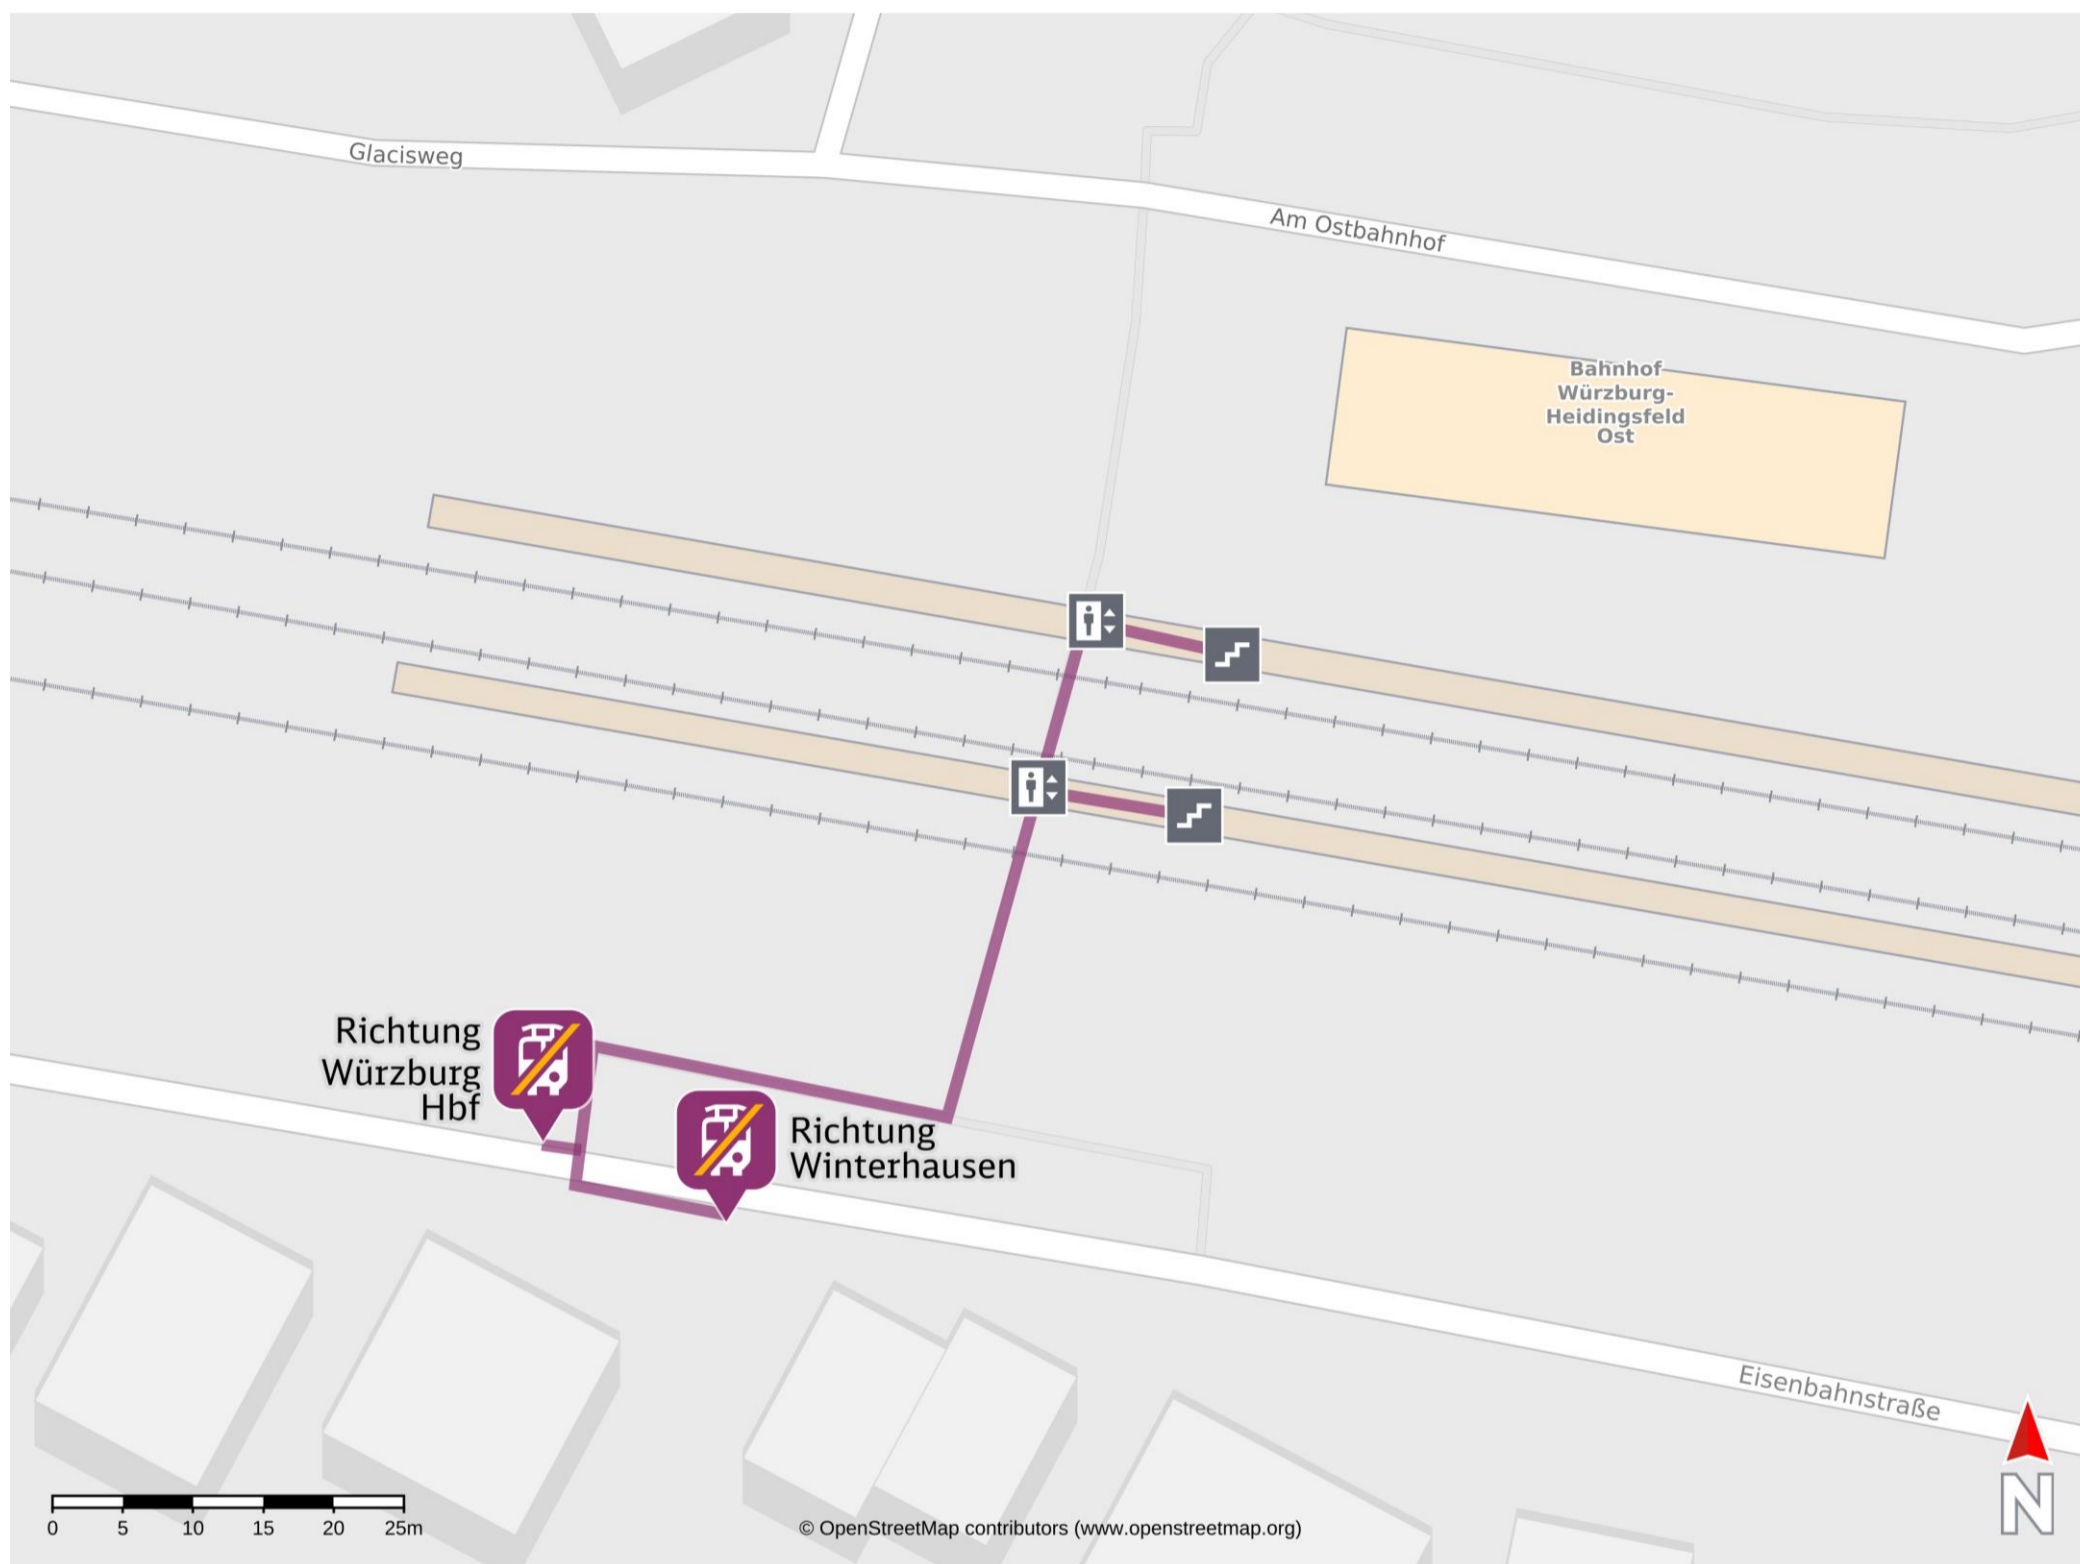 Glacisweg
Am Ostbahnhof
Bahnhof
Würzburg-
Heidingsfeld
Ost
Richtung
Würzburg
Hbf
Richtung
Winterhausen
Eisenbahnstraße
N
0 5 10 15 20 25m
© OpenStreetMap contributors (www.openstreetmap.org)